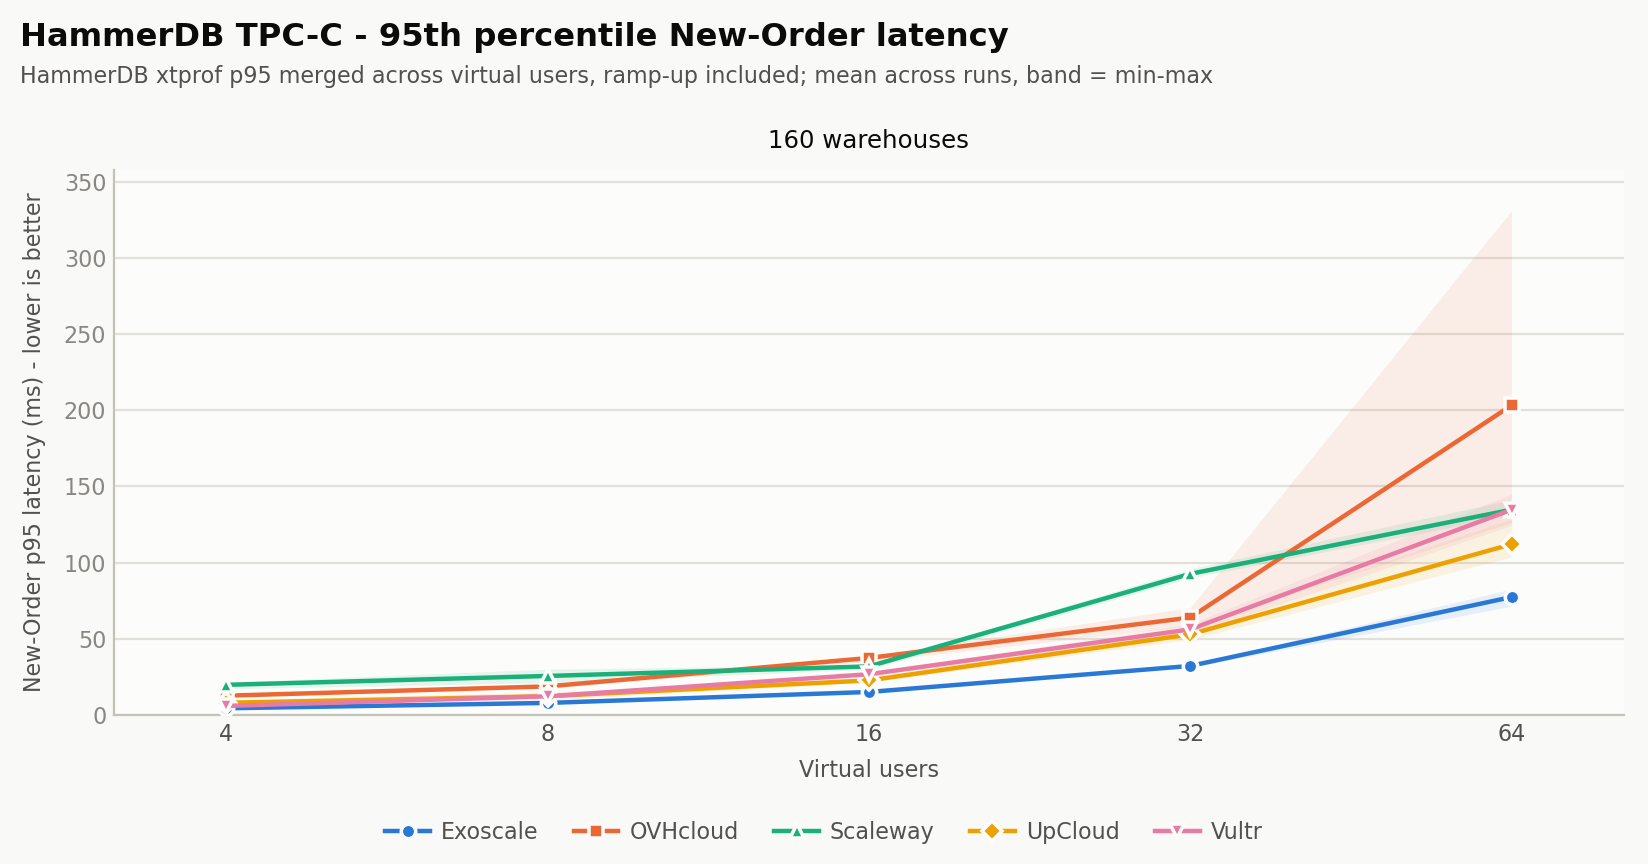 HammerDB TPC-C - 95th percentile New-Order latency
HammerDB xtprof p95 merged across virtual users, ramp-up included; mean across runs, band = min-max
160 warehouses
New-Order p95 latency (ms) - lower is better
350
300
250
200
150
100
50
0
4 8 16 32 64
Virtual users
Exoscale OVHcloud Scaleway UpCloud Vultr